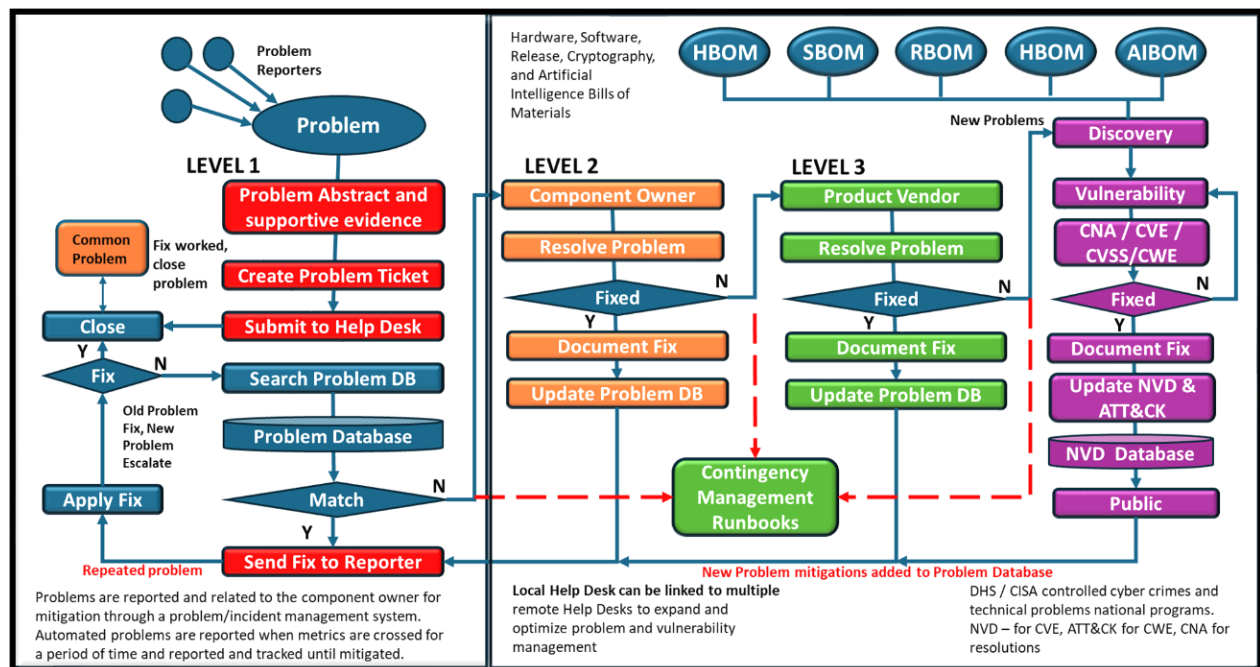 Problem
Reporters
Problem
LEVEL 1
Problem Abstract and
supportive evidence
Common
Problem
Fix worked,
close
problem
Create Problem Ticket
Close
Submit to Help Desk
Y
Fix
N
Search Problem DB
Old Problem
Fix, New
Problem
Escalate
Problem Database
Apply Fix
Match
N
Y
Repeated problem
Send Fix to Reporter
Problems are reported and related to the component owner for
mitigation through a problem/incident management system.
Automated problems are reported when metrics are crossed for
a period of time and reported and tracked until mitigated.
Hardware, Software,
Release, Cryptography,
and Artificial
Intelligence Bills of
Materials
HBOM
SBOM
RBOM
HBOM
AIBOM
New Problems
LEVEL 2
Component Owner
Resolve Problem
Fixed
N
Y
Document Fix
Update Problem DB
LEVEL 3
Product Vendor
Resolve Problem
Fixed
N
Y
Document Fix
Update Problem DB
Contingency
Management
Runbooks
Discovery
Vulnerability
CNA / CVE /
CVSS/CWE
Fixed
N
Y
Document Fix
Update NVD &
ATT&CK
NVD Database
Public
New Problem mitigations added to Problem Database
Local Help Desk can be linked to multiple
remote Help Desks to expand and
optimize problem and vulnerability
management
DHS / CISA controlled cyber crimes and
technical problems national programs.
NVD – for CVE, ATT&CK for CWE, CNA for
resolutions